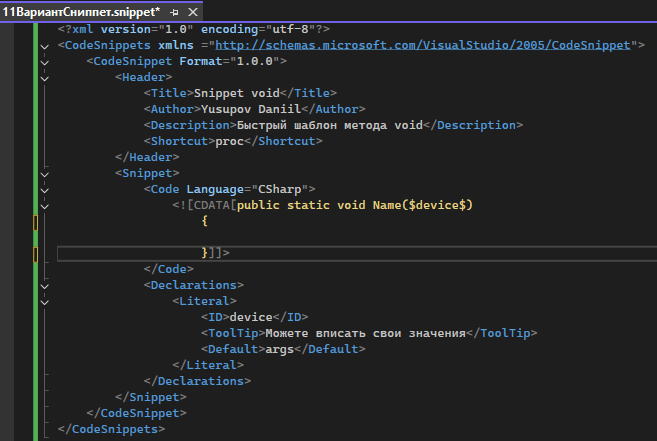 11ВариантСниппет.snippet*
<?xml version="1.0" encoding="utf-8"?>
<CodeSnippets xmlns ="http://schemas.microsoft.com/VisualStudio/2005/CodeSnippet">
<CodeSnippet Format="1.0.0">
<Header>
<Title>Snippet void</Title>
<Author>Yusupov Daniil</Author>
<Description>Быстрый шаблон метода void</Description>
<Shortcut>proc</Shortcut>
</Header>
<Snippet>
<Code Language="CSharp">
<![CDATA[public static void Name($device$)
{
}]]>
</Code>
<Declarations>
<Literal>
<ID>device</ID>
<ToolTip>Можете вписать свои значения</ToolTip>
<Default>args</Default>
</Literal>
</Declarations>
</Snippet>
</CodeSnippet>
</CodeSnippets>